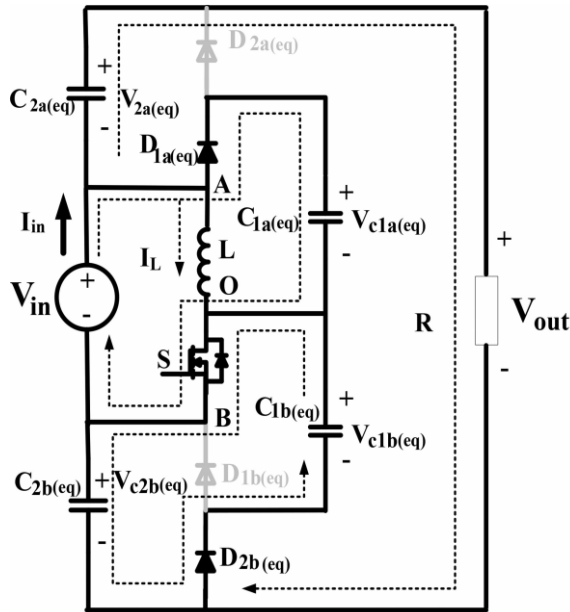 D2a(eq)
+
C2a(eq) V2a(eq)
-
D1a(eq)
A
Iin
C1a(eq)
+
Vc1a(eq)
-
IL
L
O
Vin
+
-
R
+
Vout
-
S
B
C1b(eq)
+
Vc1b(eq)
-
C2b(eq)
+
Vc2b(eq)
-
D1b(eq)
D2b(eq)